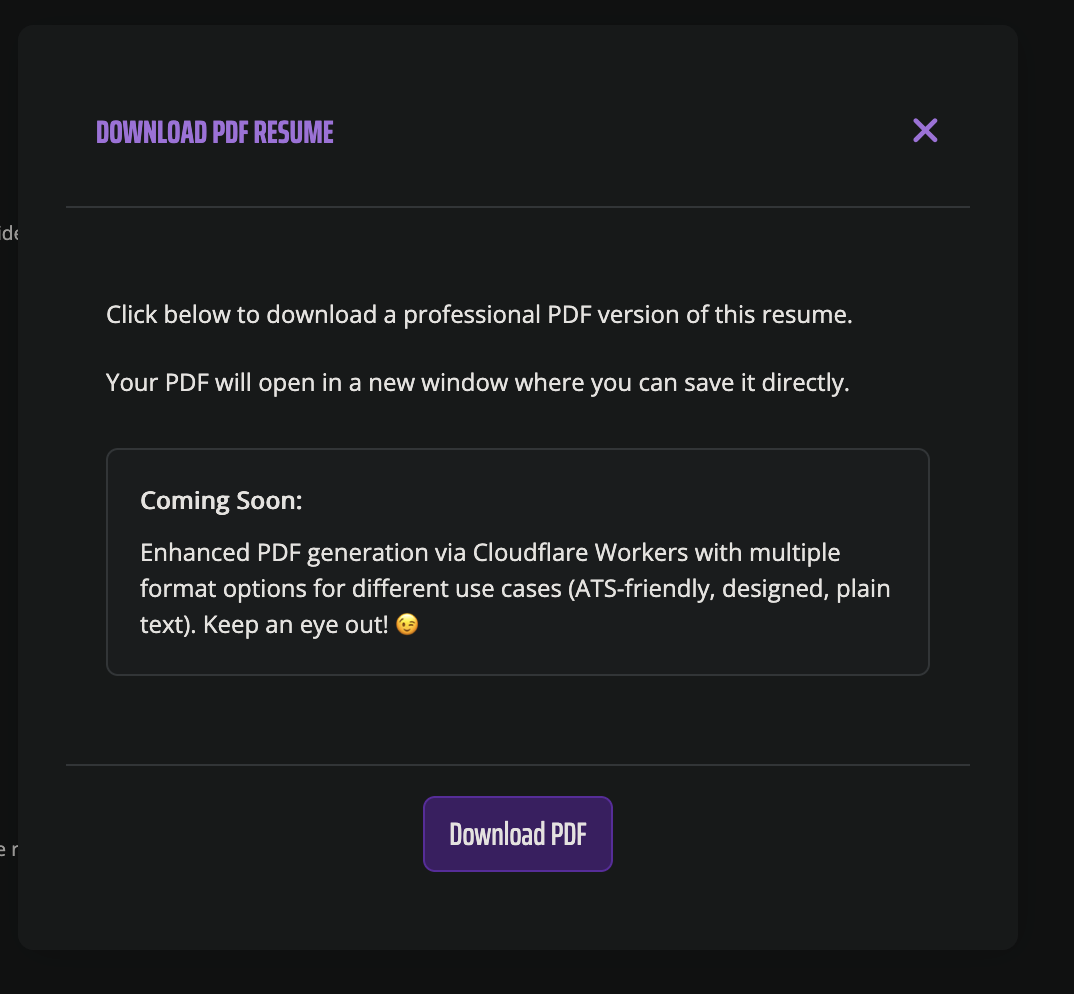 DOWNLOAD PDF RESUME
Click below to download a professional PDF version of this resume.
Your PDF will open in a new window where you can save it directly.
Coming Soon:
Enhanced PDF generation via Cloudflare Workers with multiple
format options for different use cases (ATS-friendly, designed, plain
text). Keep an eye out! 😉
Download PDF